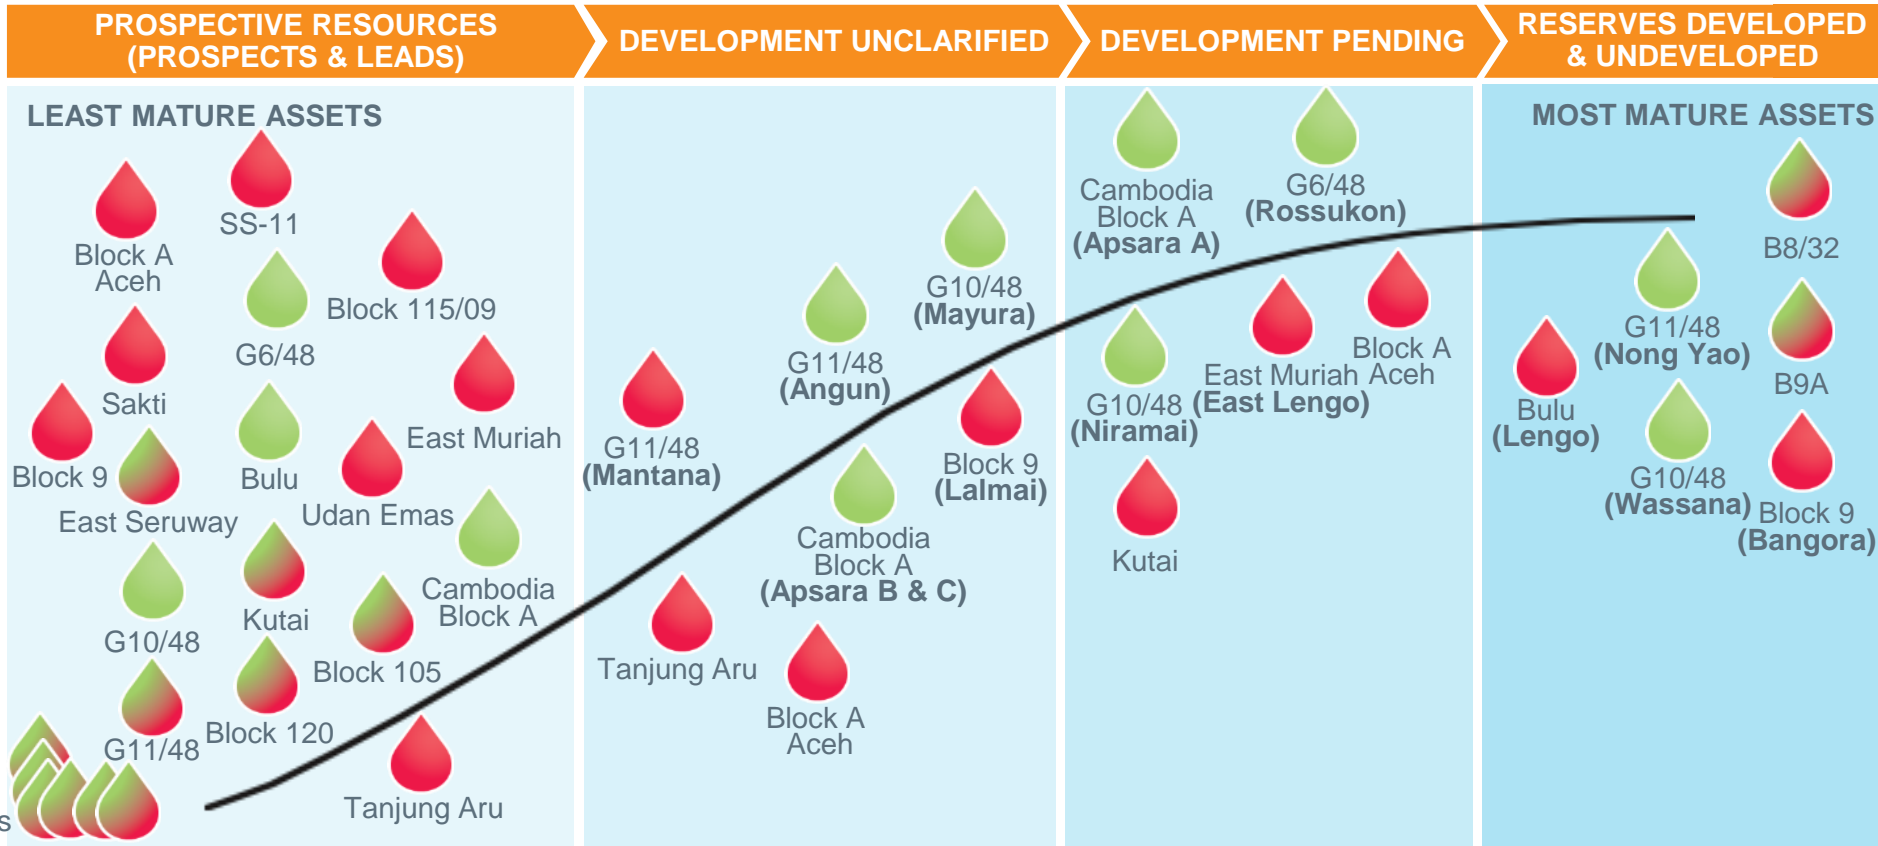 PROSPECTIVE RESOURCES
(PROSPECTS & LEADS)
DEVELOPMENT UNCLARIFIED
DEVELOPMENT PENDING
RESERVES DEVELOPED
& UNDEVELOPED
LEAST MATURE ASSETS
SS-11
Block A
Aceh
Block 115/09
G6/48
Sakti
East Muriah
Block 9
Bulu
Udan Emas
East Seruway
Cambodia
Block A
Kutai
G10/48
Block 105
Block 120
G11/48
Tanjung Aru
s
G10/48
(Mayura)
G11/48
(Angun)
G11/48
(Mantana)
Block 9
(Lalmai)
Cambodia
Block A
(Apsara B & C)
Tanjung Aru
Block A
Aceh
Cambodia
Block A
(Apsara A)
G6/48
(Rossukon)
Block A
Aceh
East Muriah
(East Lengo)
G10/48
(Niramai)
Kutai
MOST MATURE ASSETS
B8/32
G11/48
(Nong Yao)
B9A
Bulu
(Lengo)
G10/48
(Wassana)
Block 9
(Bangora)